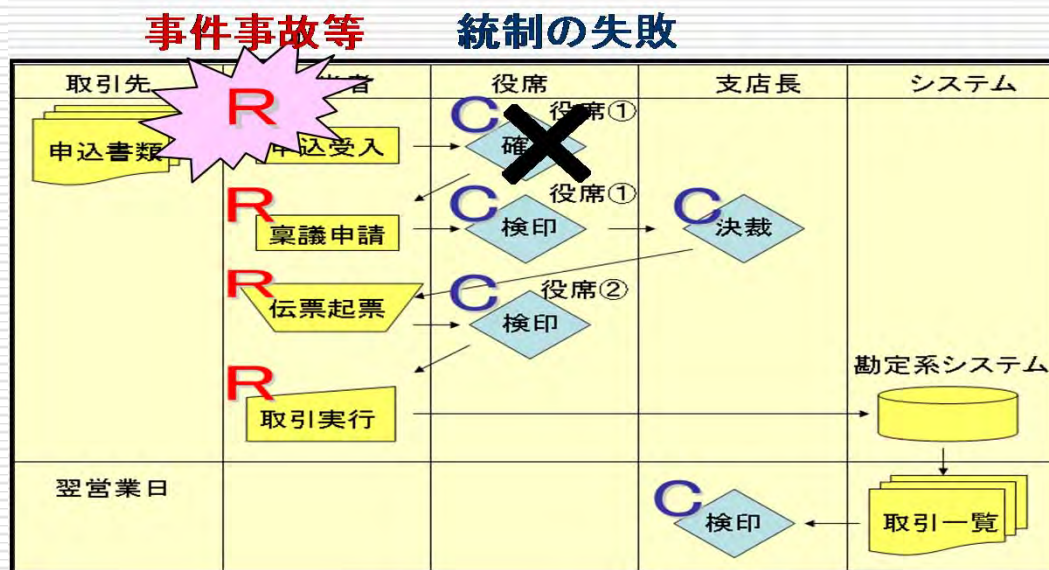 事件事故等 統制の失敗
取引先 者 役席 支店長 システム
R
C 役席①
申込書類 申込受入 確
R C 役席① C
稟議申請 検印 決裁
R C 役席②
伝票起票 検印
勘定系システム
R
取引実行
翌営業日
C
検印 取引一覧